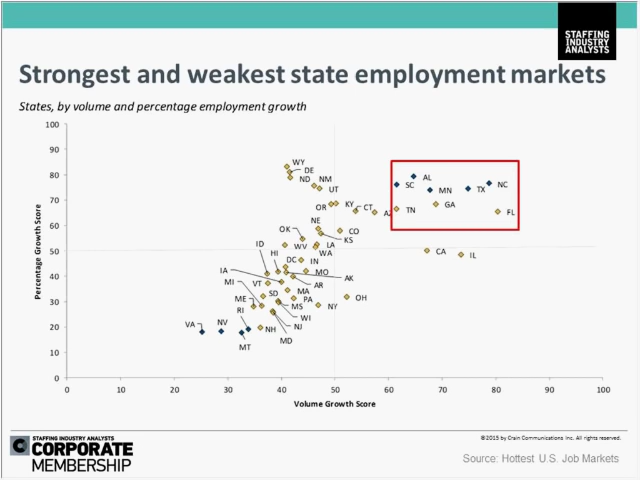 STAFFING
INDUSTRY
ANALYSTS
Strongest and weakest state employment markets
States, by volume and percentage employment growth
Percentage Growth Score
100
90
80
70
60
50
40
30
20
10
0
WY
DE
ND
NM
UT
OR
KY
CT
AZ
SC
AL
MN
TX
NC
TN
GA
FL
NE
OK
CO
KS
WV
LA
WA
CA
IL
ID
HI
DC
IN
IA
MO
AK
MI
VT
AR
SD
MA
ME
MS
PA
NY
OH
RI
WI
VA
NV
NH
NJ
MT
MD
0 10 20 30 40 50 60 70 80 90 100
Volume Growth Score
STAFFING INDUSTRY ANALYSTS
C CORPORATE
MEMBERSHIP
©2015 by Crain Communications Inc. All rights reserved.
Source: Hottest U.S. Job Markets